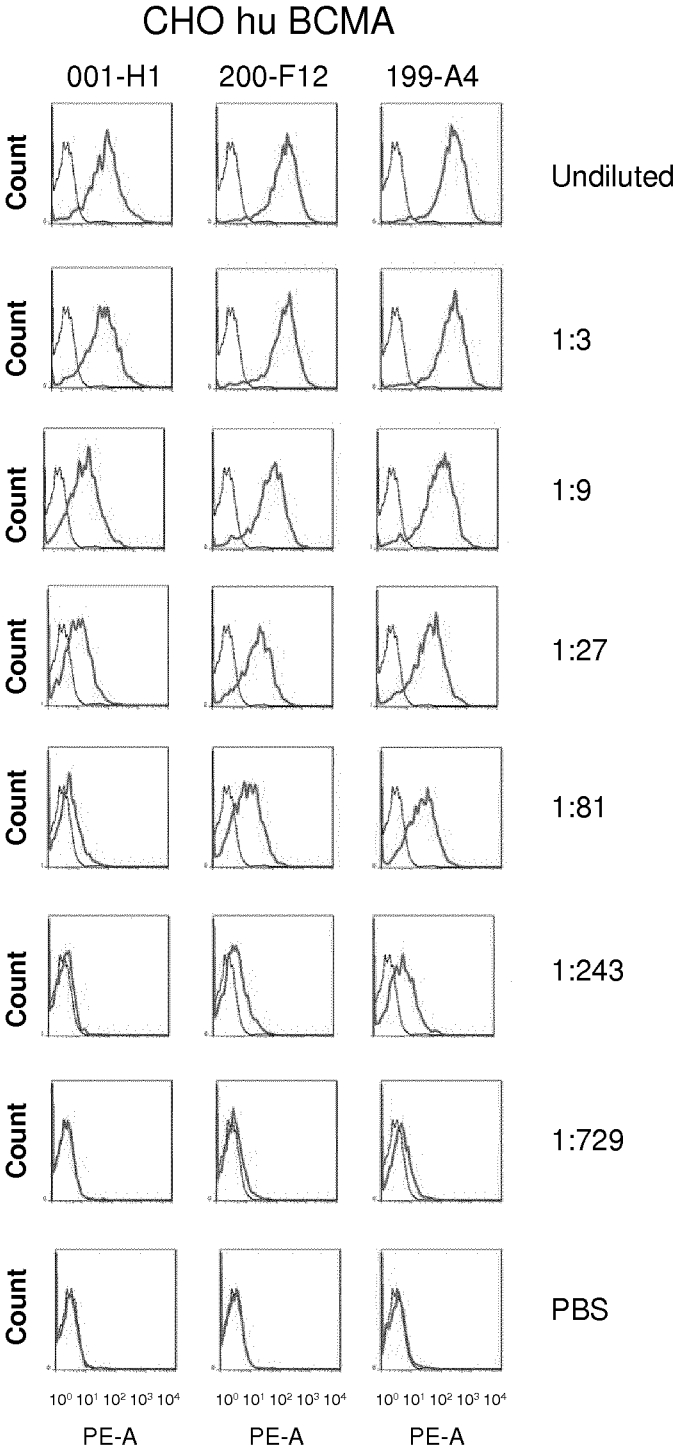 CHO hu BCMA
001-H1 200-F12 199-A4
Count Undiluted
Count 1:3
Count 1:9
Count 1:27
Count 1:81
Count 1:243
Count 1:729
Count PBS
10⁰ 10¹ 10² 10³ 10⁴ 10⁰ 10¹ 10² 10³ 10⁴ 10⁰ 10¹ 10² 10³ 10⁴
PE-A PE-A PE-A